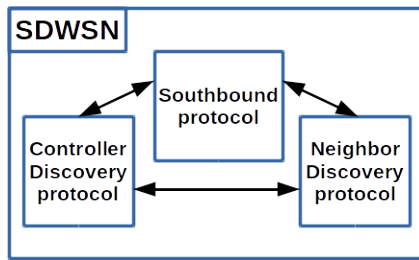 SDWSN
Southbound
protocol
Controller
Discovery
protocol
Neighbor
Discovery
protocol